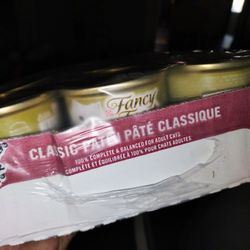 Fancy
CLASSIC PATÉ / PÂTÉ CLASSIQUE
100% COMPLETE & BALANCED FOR ADULT CATS
COMPLÈTE ET ÉQUILIBRÉE À 100% POUR CHATS ADULTES